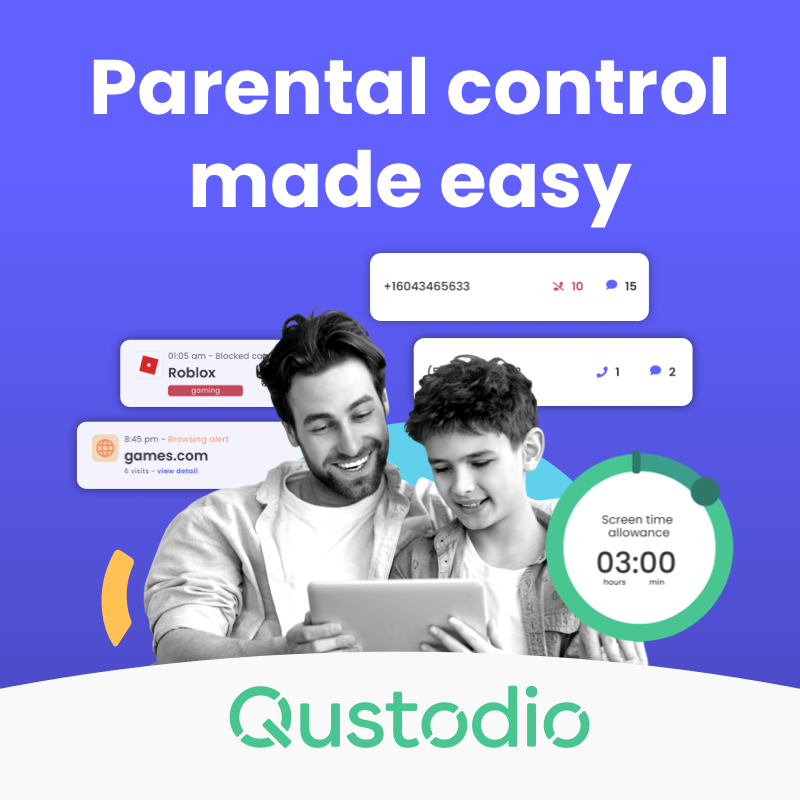 Parental control
made easy
+16043465633 10 15
01:05 am - Blocked
Roblox
gaming
1 2
8:45 pm - Browsing alert
games.com
6 visits - view detail
Screen time
allowance
03:00
hours min
Qustodio